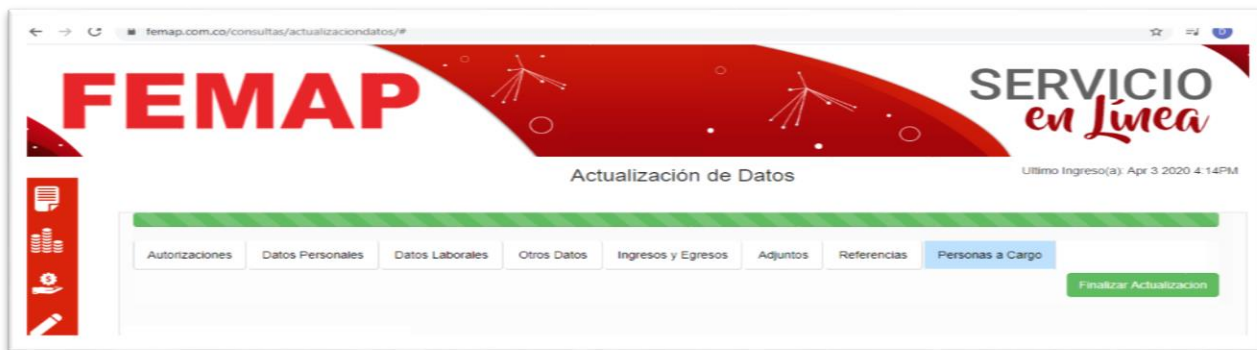 femap.com.co/consultas/actualizaciondatos/#
D
FEMAP
SERVICIO
en Línea
Actualización de Datos
Ultimo Ingreso(a): Apr 3 2020 4:14PM
Autorizaciones Datos Personales Datos Laborales Otros Datos Ingresos y Egresos Adjuntos Referencias Personas a Cargo
Finalizar Actualizacion